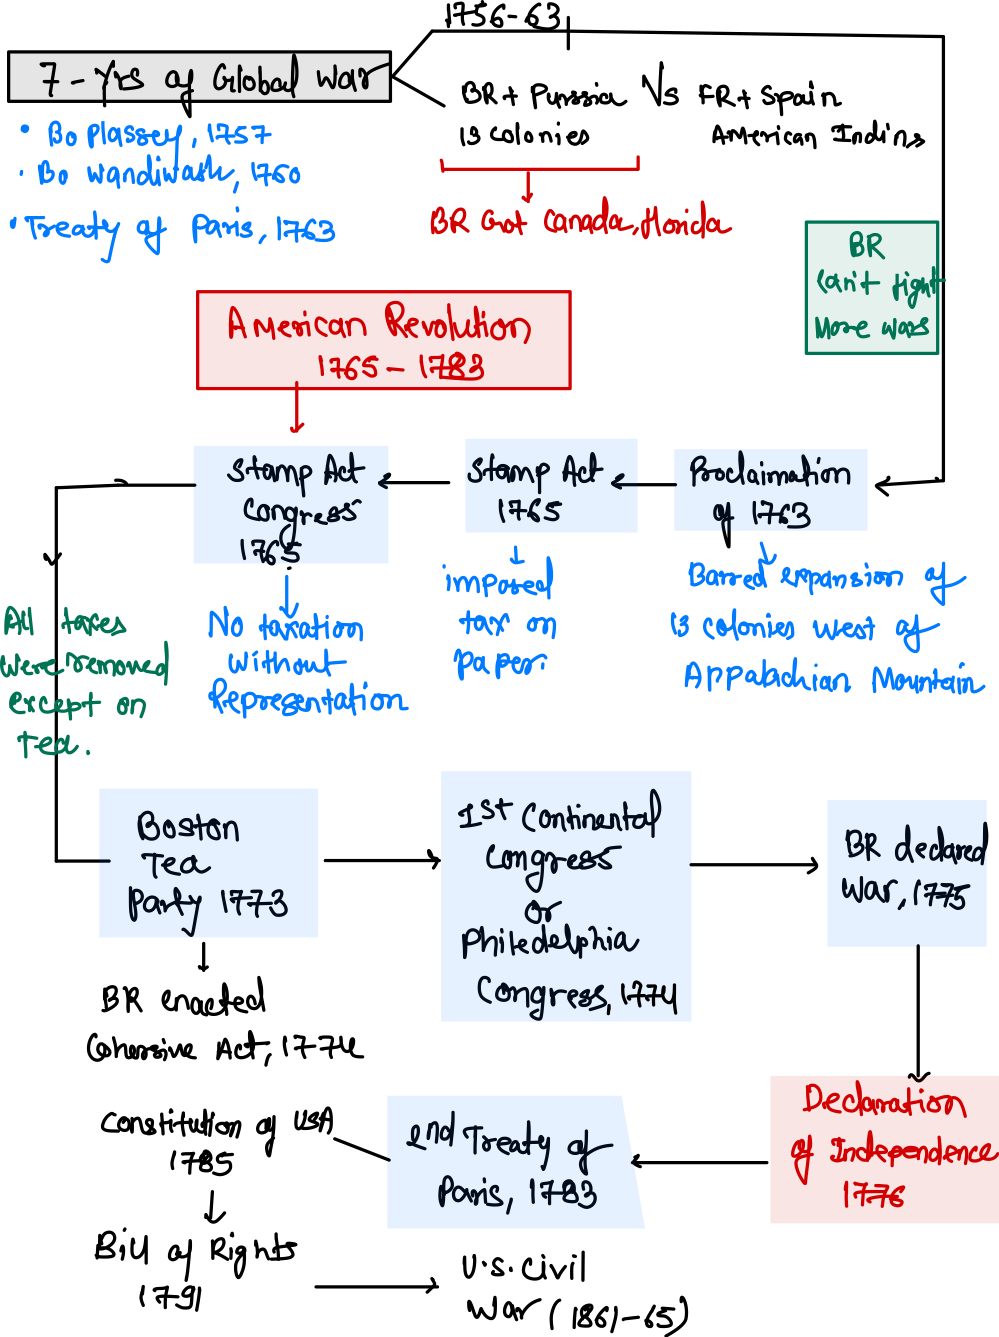 1756-63
7-Yrs of Global War
BR + Purssia Vs FR + Spain
13 Colonies American Indins
• Bo Plassey, 1757
• Bo Wandiwash, 1760
• Treaty of Paris, 1763
BR Got Canada, Florida
BR
Can't fight
More wars
American Revolution
1765-1783
Stamp Act
Congress
1765
Stamp Act
1765
Proclaimation
of 1763
All taxes
were removed
except on
Tea.
No taxation
without
Representation
imposed
tax on
paper.
Barred expansion of
13 colonies west of
Appalachian Mountain
Boston
Tea
Party 1773
1st Continental
Congress
or
Philedelphia
Congress, 1774
BR declared
War, 1775
BR enacted
Cohersive Act, 1774
Declaration
of Independence
1776
2nd Treaty of
Paris, 1783
Constitution of USA
1785
Bill of Rights
1791
U.S. Civil
War (1861-65)